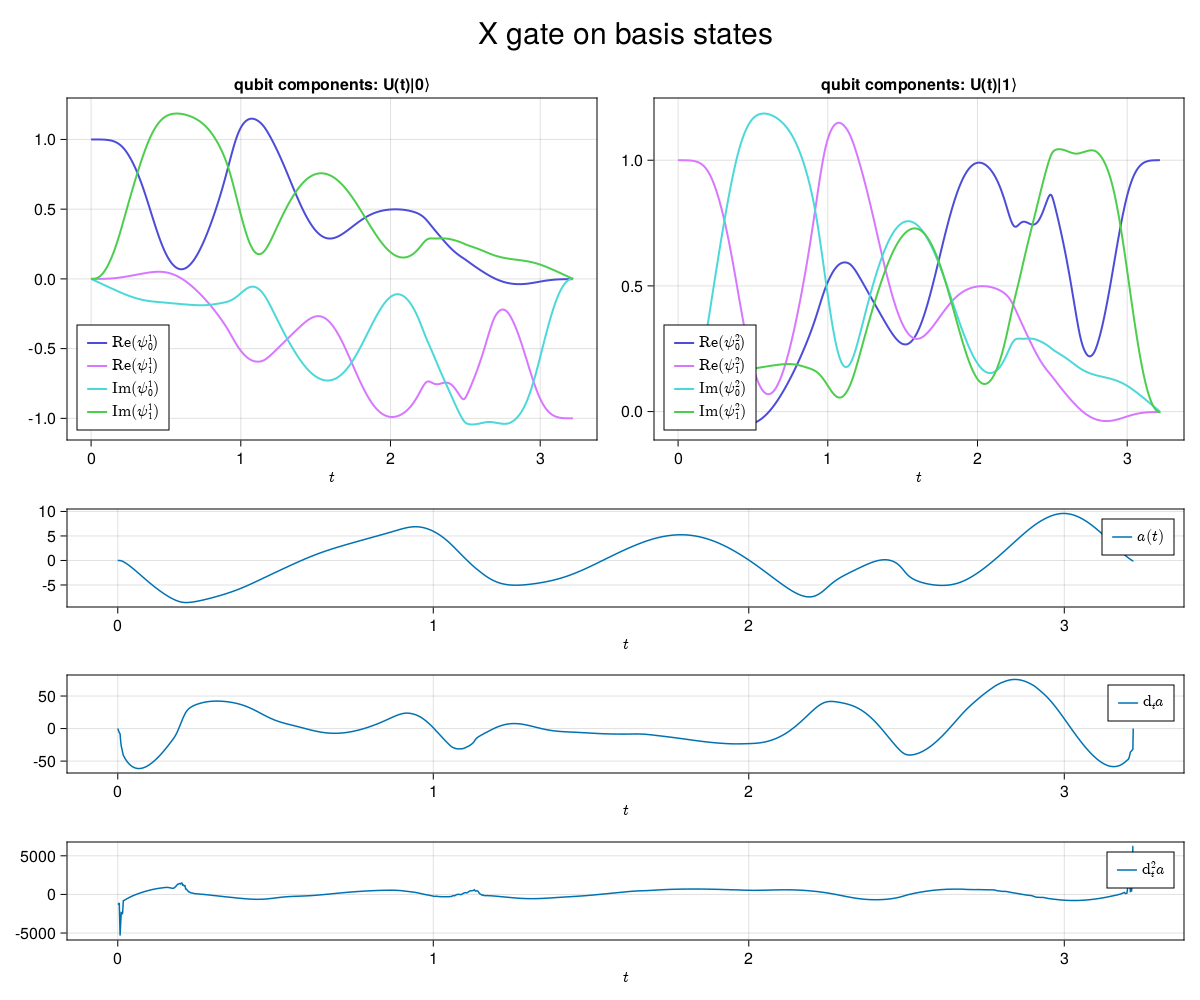 X gate on basis states
qubit components: U(t)|0⟩
1.0
0.5
0.0
-0.5
-1.0
Re(ψ₀¹)
Re(ψ₁¹)
Im(ψ₀¹)
Im(ψ₁¹)
0 1 2 3
t
qubit components: U(t)|1⟩
1.0
0.5
0.0
Re(ψ₀²)
Re(ψ₁²)
Im(ψ₀²)
Im(ψ₁²)
0 1 2 3
t
10
5
0
-5
a(t)
0 1 2 3
t
50
0
-50
dₜa
0 1 2 3
t
5000
0
-5000
dₜ²a
0 1 2 3
t